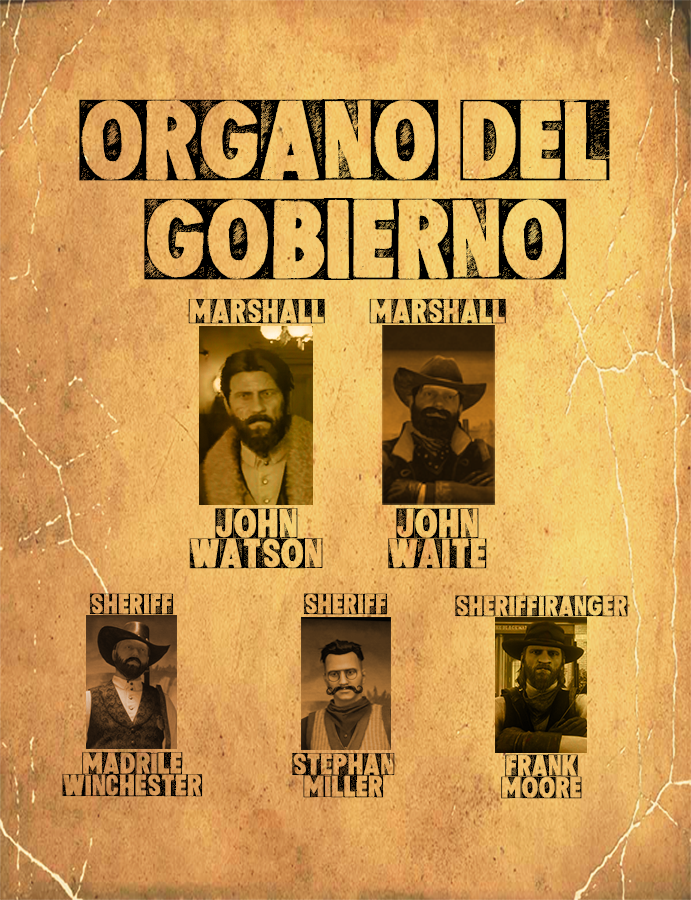 ORGANO DEL
GOBIERNO
MARSHALL MARSHALL
JOHN
WATSON
JOHN
WAITE
SHERIFF SHERIFF SHERIFF|RANGER
MADRILE
WINCHESTER
STEPHAN
MILLER
FRANK
MOORE